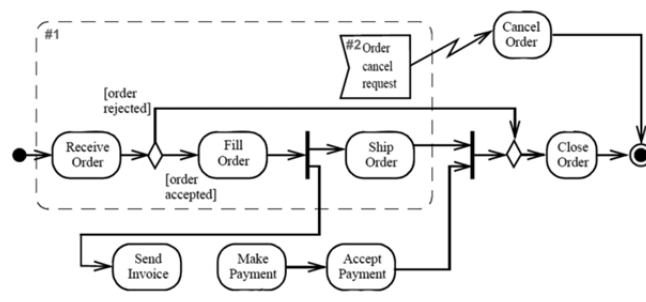 #1
#2 Order
cancel
request
Cancel
Order
[order
rejected]
Receive
Order
Fill
Order
Ship
Order
Close
Order
[order
accepted]
Send
Invoice
Make
Payment
Accept
Payment